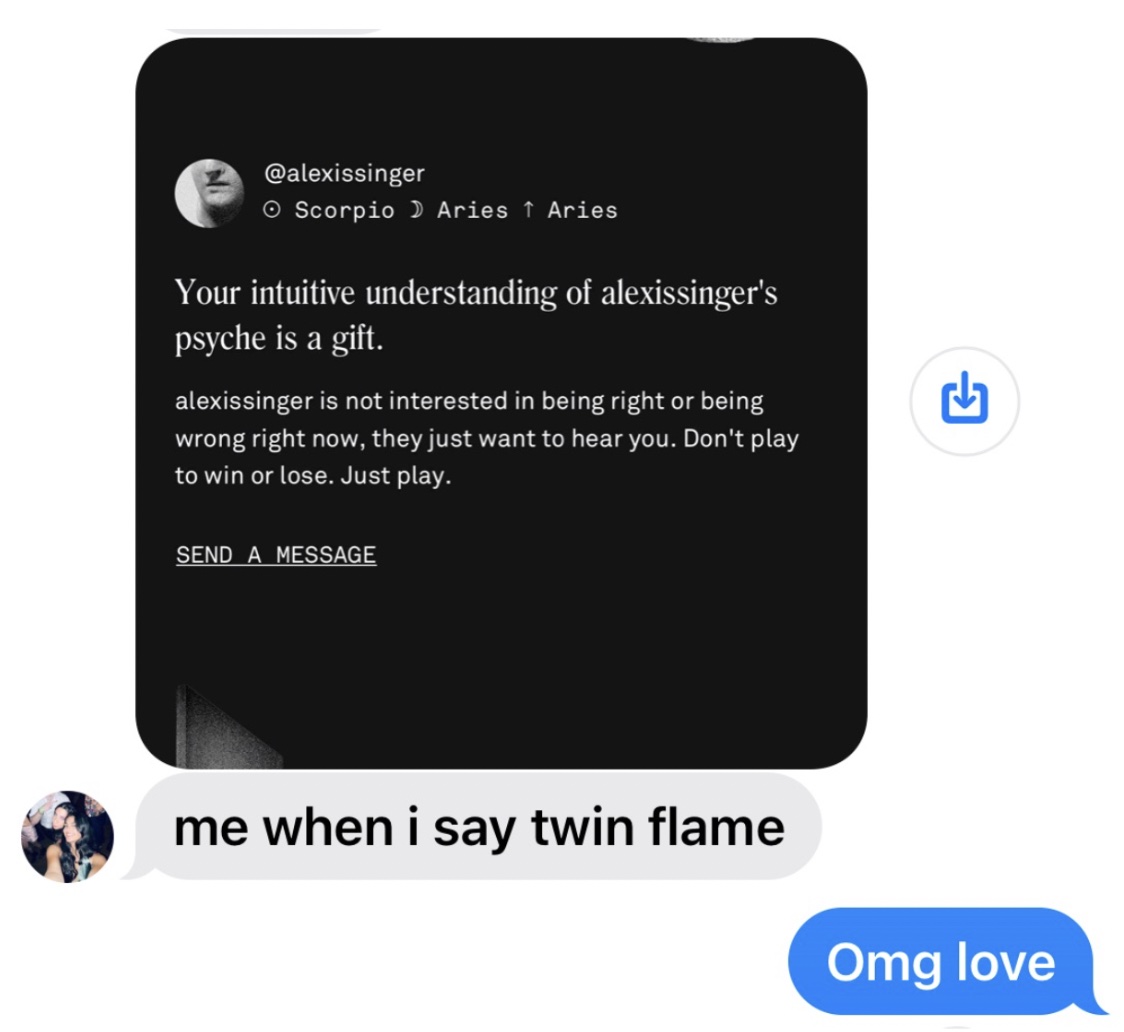 @alexissinger
☉ Scorpio ☽ Aries ↑ Aries
Your intuitive understanding of alexissinger's
psyche is a gift.
alexissinger is not interested in being right or being
wrong right now, they just want to hear you. Don't play
to win or lose. Just play.
SEND A MESSAGE
me when i say twin flame
Omg love